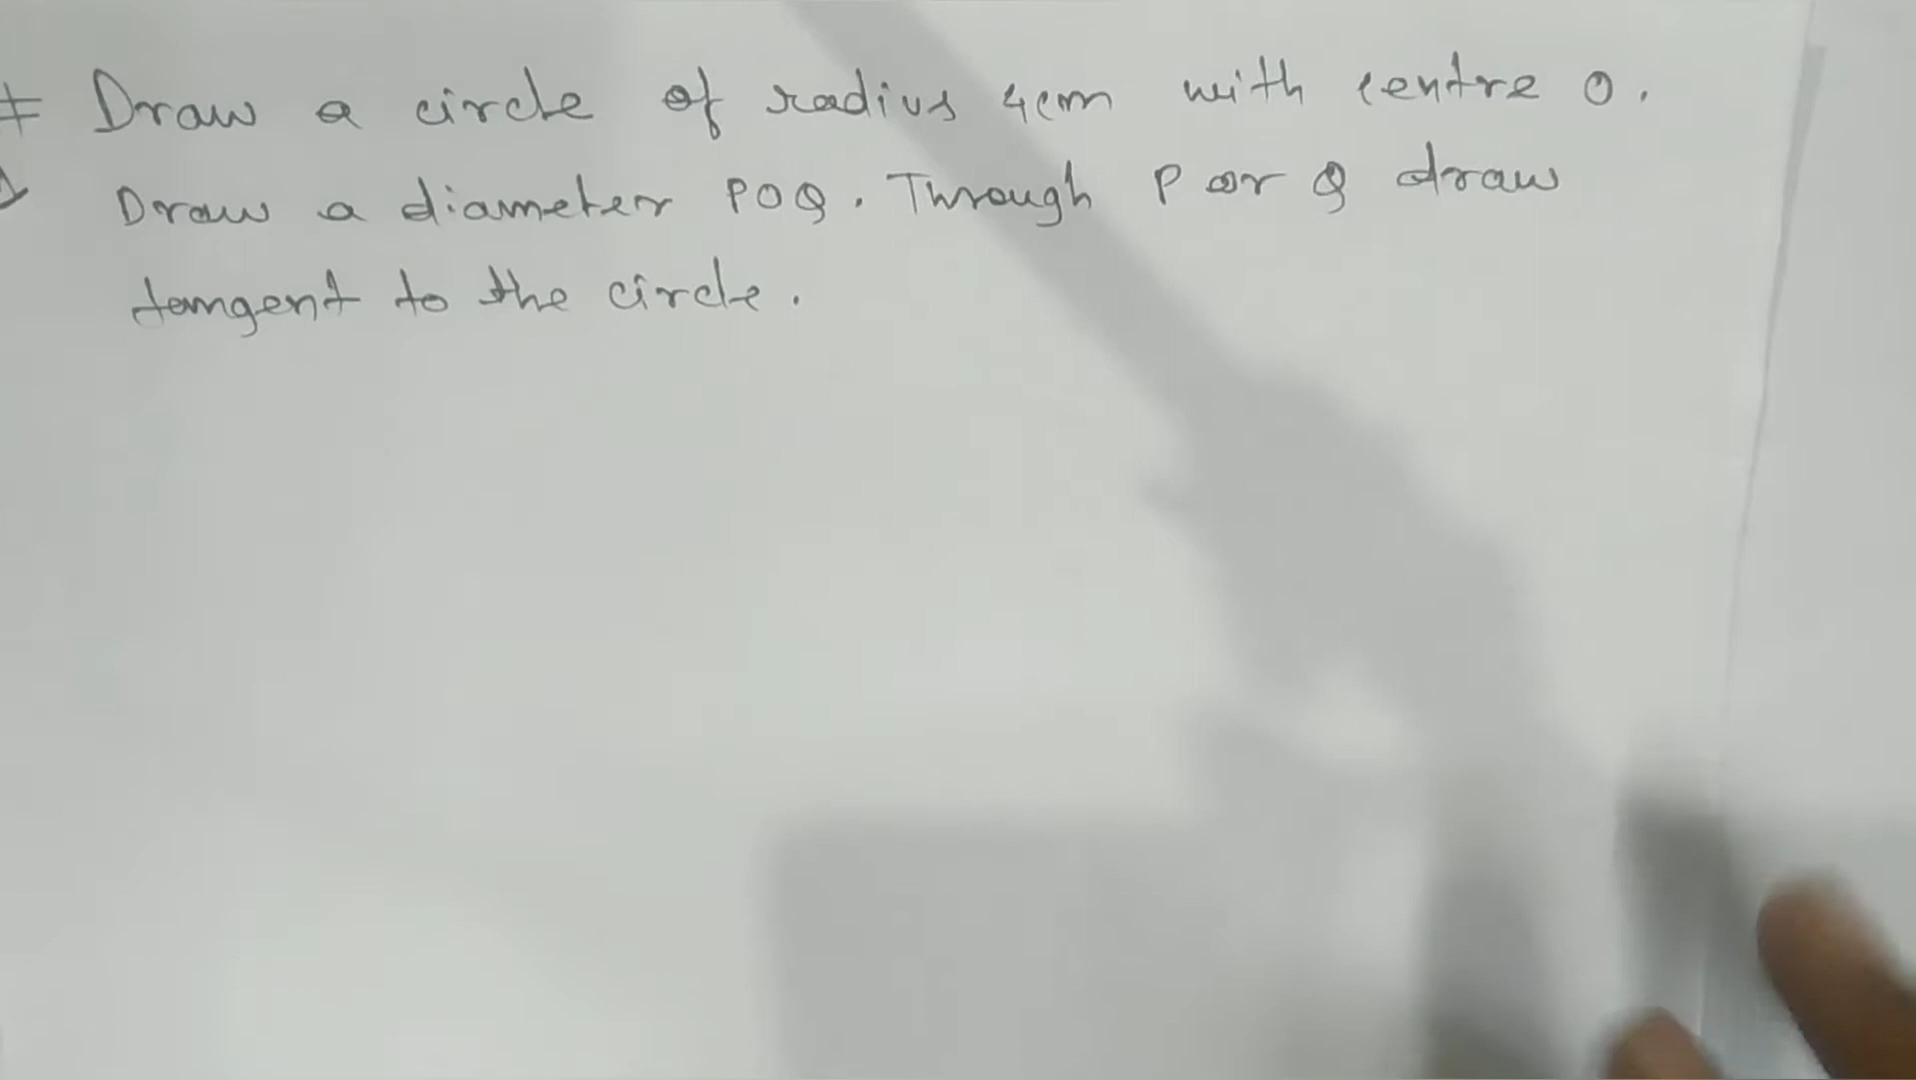 # Draw a circle of radius 4cm with centre O.
Draw a diameter POQ. Through P or Q draw
tangent to the circle.